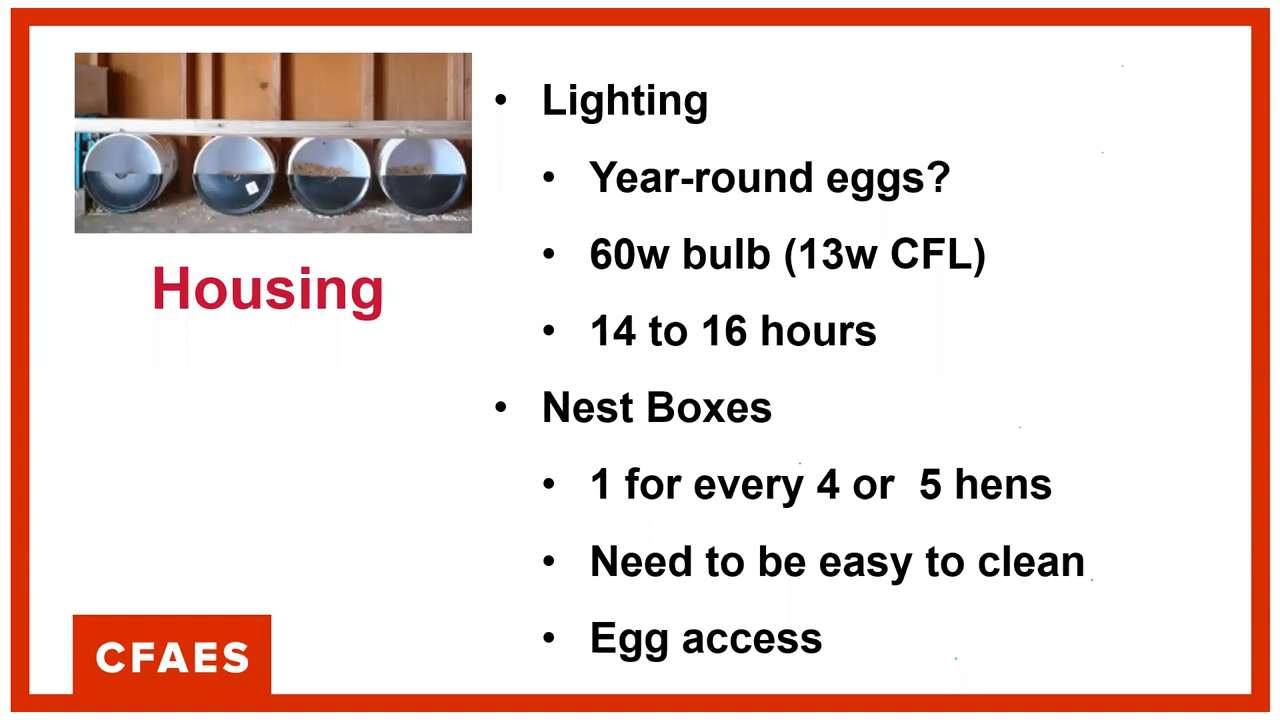 Housing
• Lighting
• Year-round eggs?
• 60w bulb (13w CFL)
• 14 to 16 hours
• Nest Boxes
• 1 for every 4 or  5 hens
• Need to be easy to clean
• Egg access
CFAES